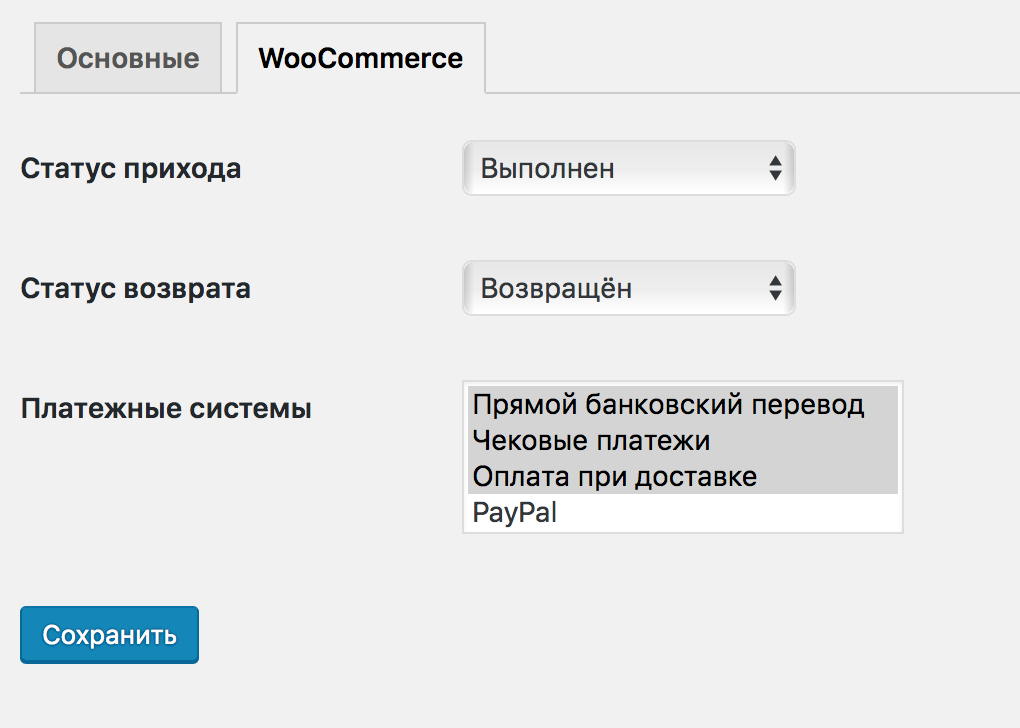 Основные
WooCommerce
Статус прихода
Выполнен
Статус возврата
Возвращён
Платежные системы
Прямой банковский перевод
Чековые платежи
Оплата при доставке
PayPal
Сохранить